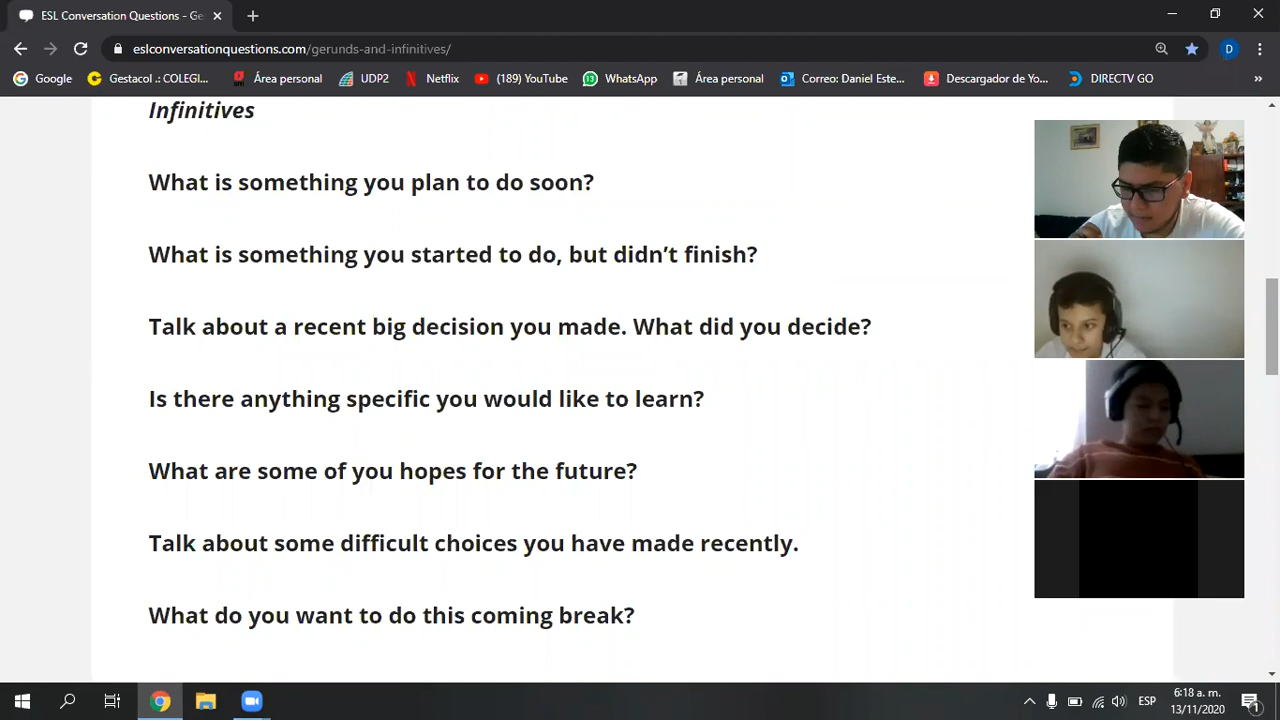 ESL Conversation Questions - Ge
eslconversationquestions.com/gerunds-and-infinitives/
D
Google Gestacol .: COLEGI... Área personal UDP2 Netflix (189) YouTube WhatsApp Área personal Correo: Daniel Este... Descargador de Yo... DIRECTV GO »
Infinitives
What is something you plan to do soon?
What is something you started to do, but didn’t finish?
Talk about a recent big decision you made. What did you decide?
Is there anything specific you would like to learn?
What are some of you hopes for the future?
Talk about some difficult choices you have made recently.
What do you want to do this coming break?
ESP
6:18 a. m.
13/11/2020